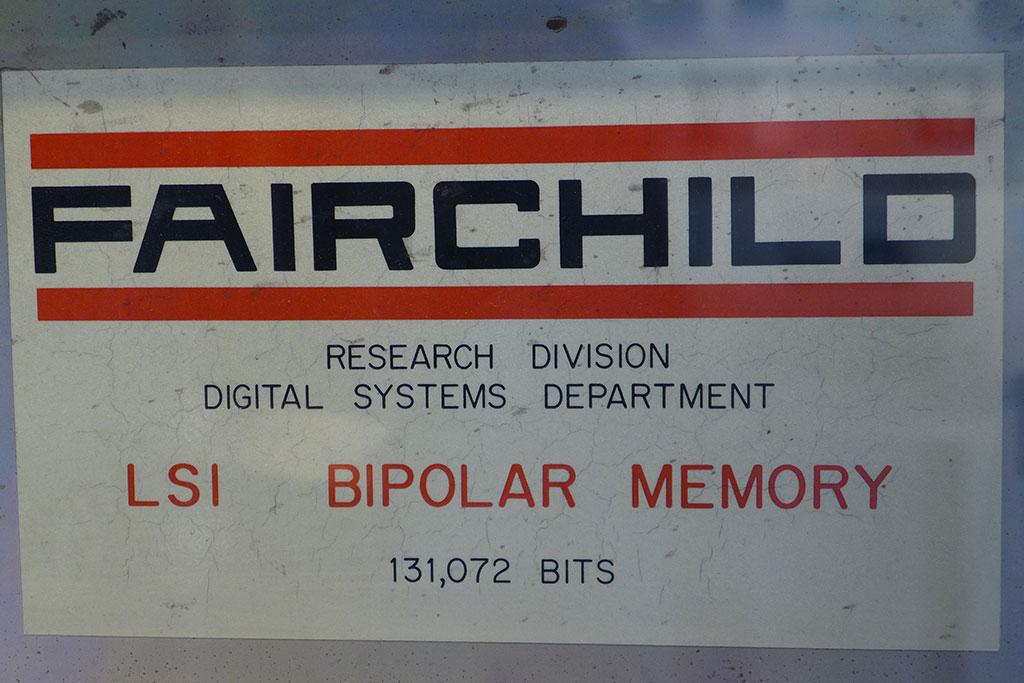 FAIRCHILD
RESEARCH DIVISION
DIGITAL SYSTEMS DEPARTMENT
LSI BIPOLAR MEMORY
131,072 BITS